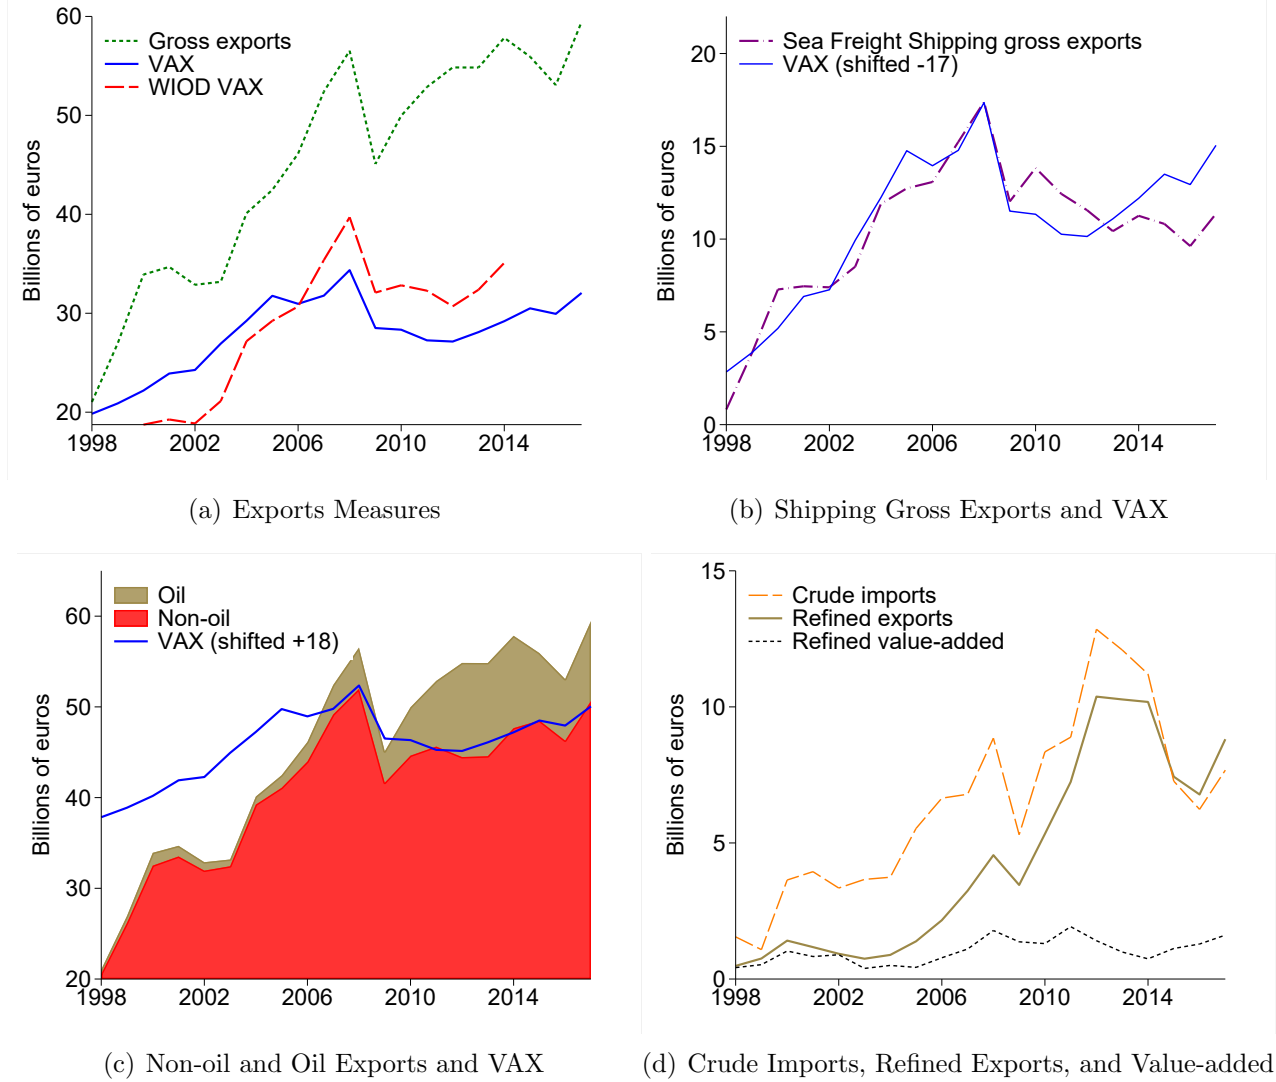 Gross exports
VAX
WIOD VAX
Billions of euros
60
50
40
30
20
1998
2002
2006
2010
2014
(a) Exports Measures
Sea Freight Shipping gross exports
VAX (shifted -17)
Billions of euros
20
15
10
5
0
1998
2002
2006
2010
2014
(b) Shipping Gross Exports and VAX
Oil
Non-oil
VAX (shifted +18)
Billions of euros
60
50
40
30
20
1998
2002
2006
2010
2014
(c) Non-oil and Oil Exports and VAX
Crude imports
Refined exports
Refined value-added
Billions of euros
15
10
5
0
1998
2002
2006
2010
2014
(d) Crude Imports, Refined Exports, and Value-added